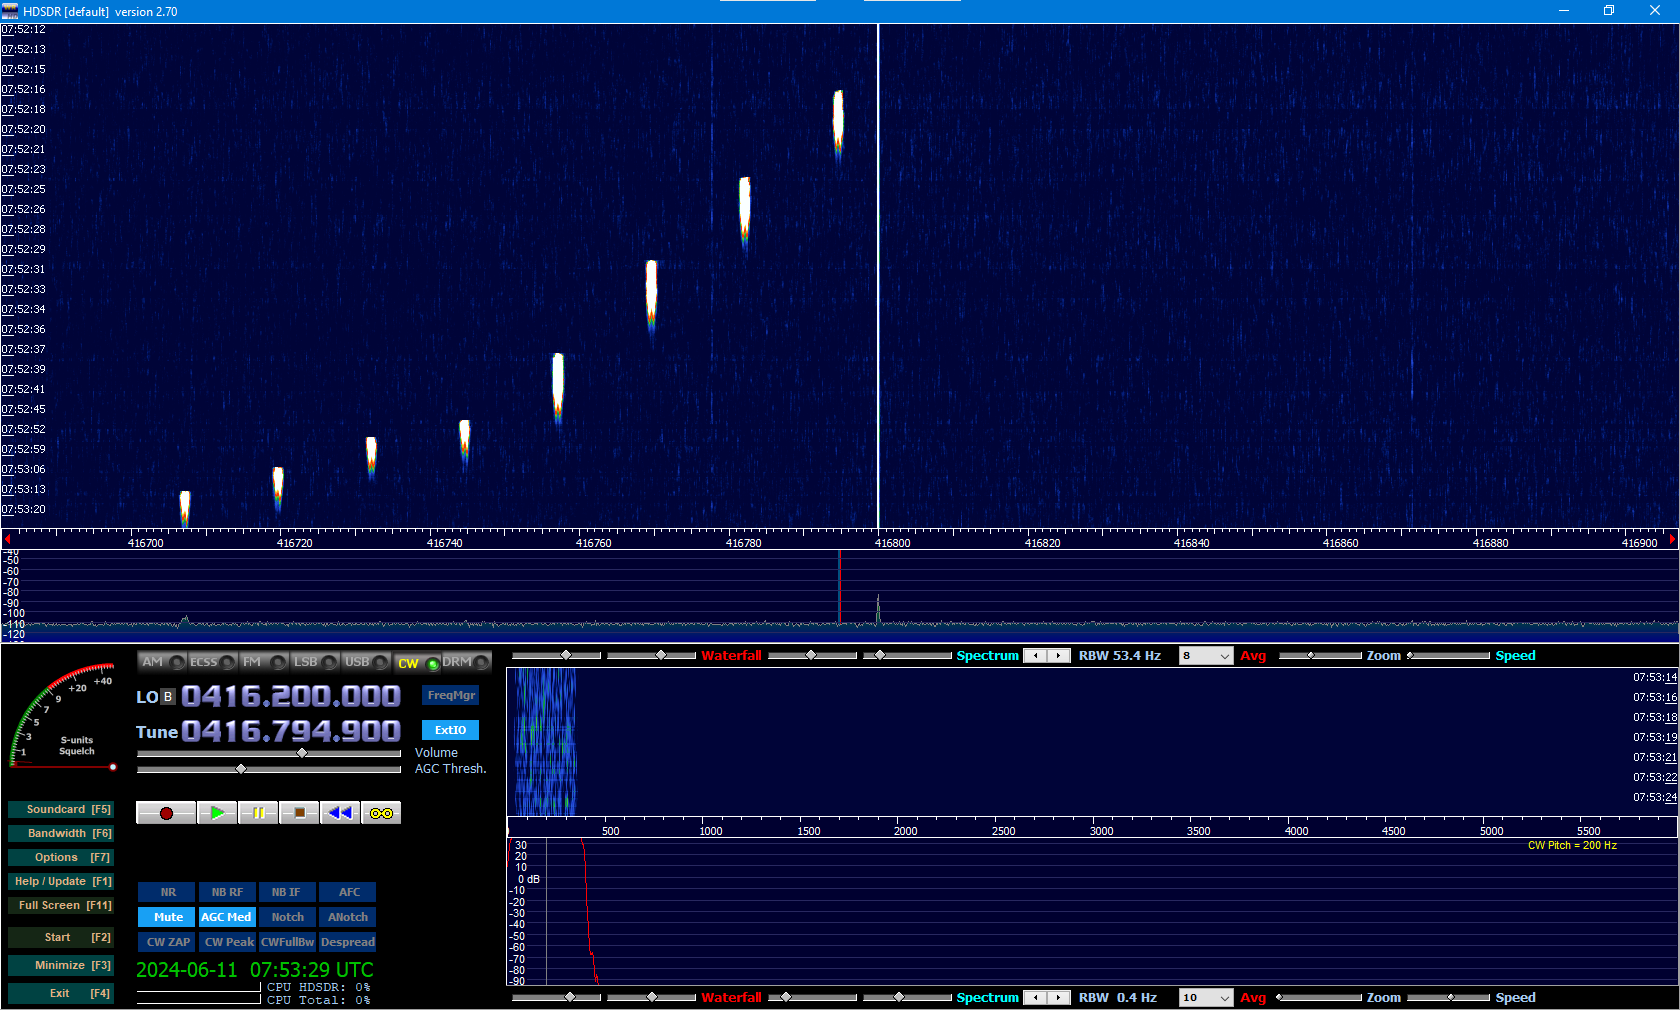 HDSDR [default]  version 2.70
07:52:12
07:52:13
07:52:15
07:52:16
07:52:18
07:52:20
07:52:21
07:52:23
07:52:25
07:52:26
07:52:28
07:52:29
07:52:31
07:52:33
07:52:34
07:52:36
07:52:37
07:52:39
07:52:41
07:52:45
07:52:52
07:52:59
07:53:06
07:53:13
07:53:20
416700 416720 416740 416760 416780 416800 416820 416840 416860 416880 416900
-40
-50
-60
-70
-80
-90
-100
-110
-120
AM ECSS FM LSB USB CW DRM
LO B 0416.200.000 FreqMgr
Tune 0416.794.900 ExtIO
Volume
AGC Thresh.
+40
+20
9
7
5
3
1
S-units
Squelch
Soundcard [F5]
Bandwidth [F6]
Options [F7]
Help / Update [F1]
Full Screen [F11]
Start [F2]
Minimize [F3]
Exit [F4]
NR NB RF NB IF AFC
Mute AGC Med Notch ANotch
CW ZAP CW Peak CWFullBw Despread
2024-06-11 07:53:29 UTC
CPU HDSDR: 0%
CPU Total: 0%
Waterfall Spectrum RBW 53.4 Hz 8 Avg Zoom Speed
07:53:14
07:53:16
07:53:18
07:53:19
07:53:21
07:53:22
07:53:24
500 1000 1500 2000 2500 3000 3500 4000 4500 5000 5500
CW Pitch = 200 Hz
30
20
10
0 dB
-10
-20
-30
-40
-50
-60
-70
-80
-90
Waterfall Spectrum RBW 0.4 Hz 10 Avg Zoom Speed